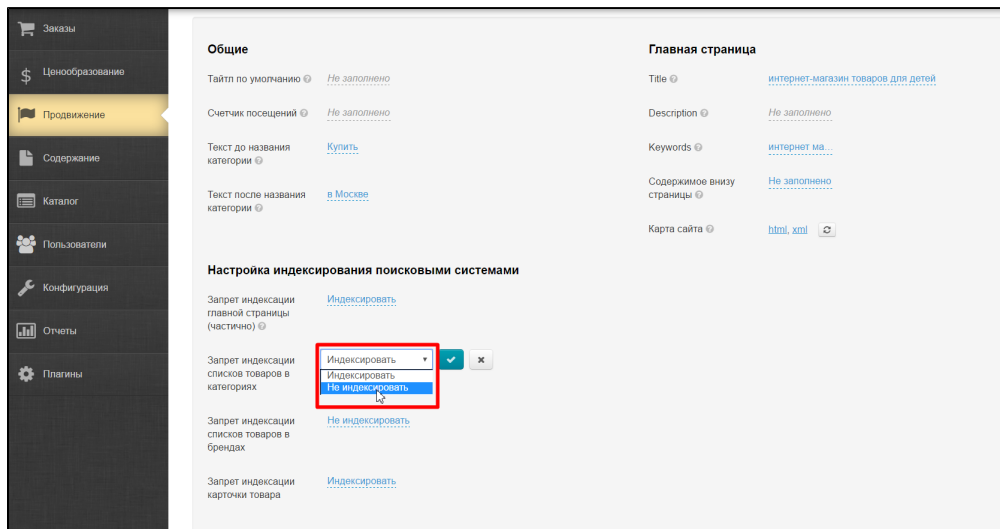 Заказы
Ценообразование
Продвижение
Содержание
Каталог
Пользователи
Конфигурация
Отчеты
Плагины
Общие
Тайтл по умолчанию Не заполнено
Счетчик посещений Не заполнено
Текст до названия Купить
категории
Текст после названия в Москве
категории
Главная страница
Title интернет-магазин товаров для детей
Description Не заполнено
Keywords интернет ма...
Содержимое внизу Не заполнено
страницы
Карта сайта html, xml
Настройка индексирования поисковыми системами
Запрет индексации Индексировать
главной страницы
(частично)
Запрет индексации Индексировать
списков товаров в Индексировать
категориях Не индексировать
Запрет индексации Не индексировать
списков товаров в
брендах
Запрет индексации Индексировать
карточки товара